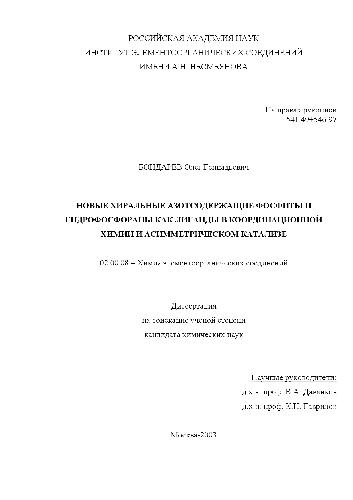 РОССИЙСКАЯ АКАДЕМИЯ НАУК
ИНСТИТУТ ЭЛЕМЕНТООРГАНИЧЕСКИХ СОЕДИНЕНИЙ
ИМЕНИ А.Н. НЕСМЕЯНОВА
На правах рукописи
БОНДАРЕВ Олег Геннадьевич
НОВЫЕ ХИРАЛЬНЫЕ АЗОТСОДЕРЖАЩИЕ ФОСФИТЫ И
ГИДРОФОСФОРАНЫ КАК ЛИГАНДЫ В КООРДИНАЦИОННОЙ
ХИМИИ И АСИММЕТРИЧЕСКОМ КАТАЛИЗЕ
02.00.08 – Химия элементоорганических соединений
Диссертация
на соискание ученой степени
кандидата химических наук
Научные руководители:
д.х.н. проф. В.А. Даванков
д.х.н. проф. К.Н. Гаврилов
Москва-2003